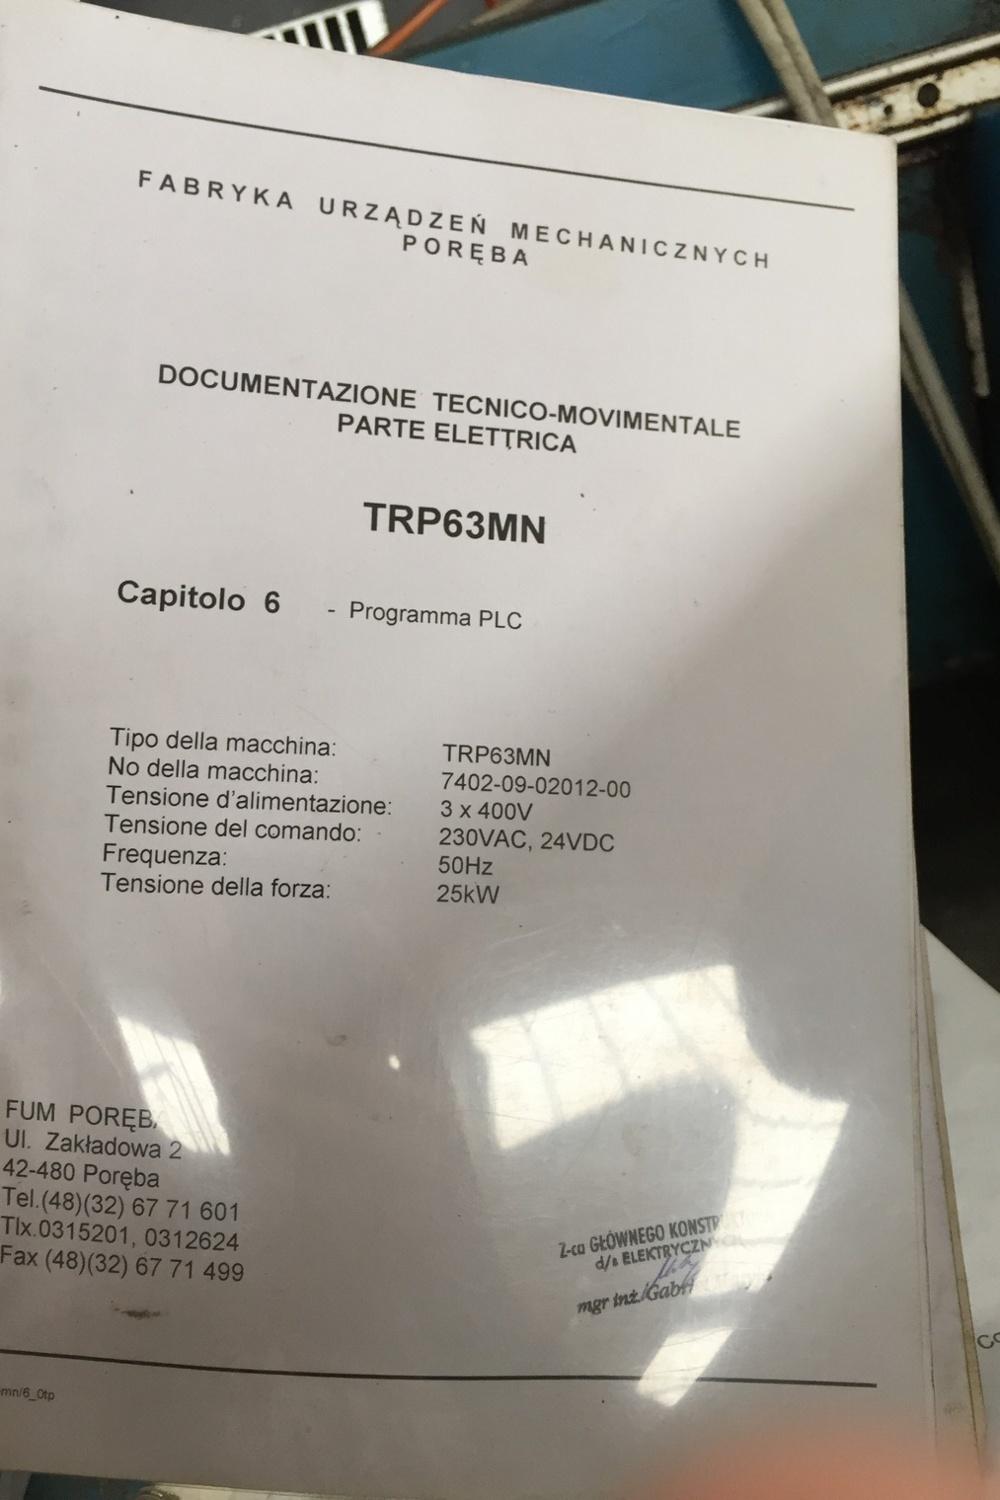 FABRYKA URZĄDZEŃ MECHANICZNYCH
PORĘBA
DOCUMENTAZIONE TECNICO-MOVIMENTALE
PARTE ELETTRICA
TRP63MN
Capitolo 6 - Programma PLC
Tipo della macchina: TRP63MN
No della macchina: 7402-09-02012-00
Tensione d'alimentazione: 3 x 400V
Tensione del comando: 230VAC, 24VDC
Frequenza: 50Hz
Tensione della forza: 25kW
FUM PORĘBA
Ul. Zakładowa 2
42-480 Poręba
Tel.(48)(32) 67 71 601
Tlx.0315201, 0312624
Fax (48)(32) 67 71 499
Z-ca GŁÓWNEGO
d/s
mgr inż.
mn/6_0tp